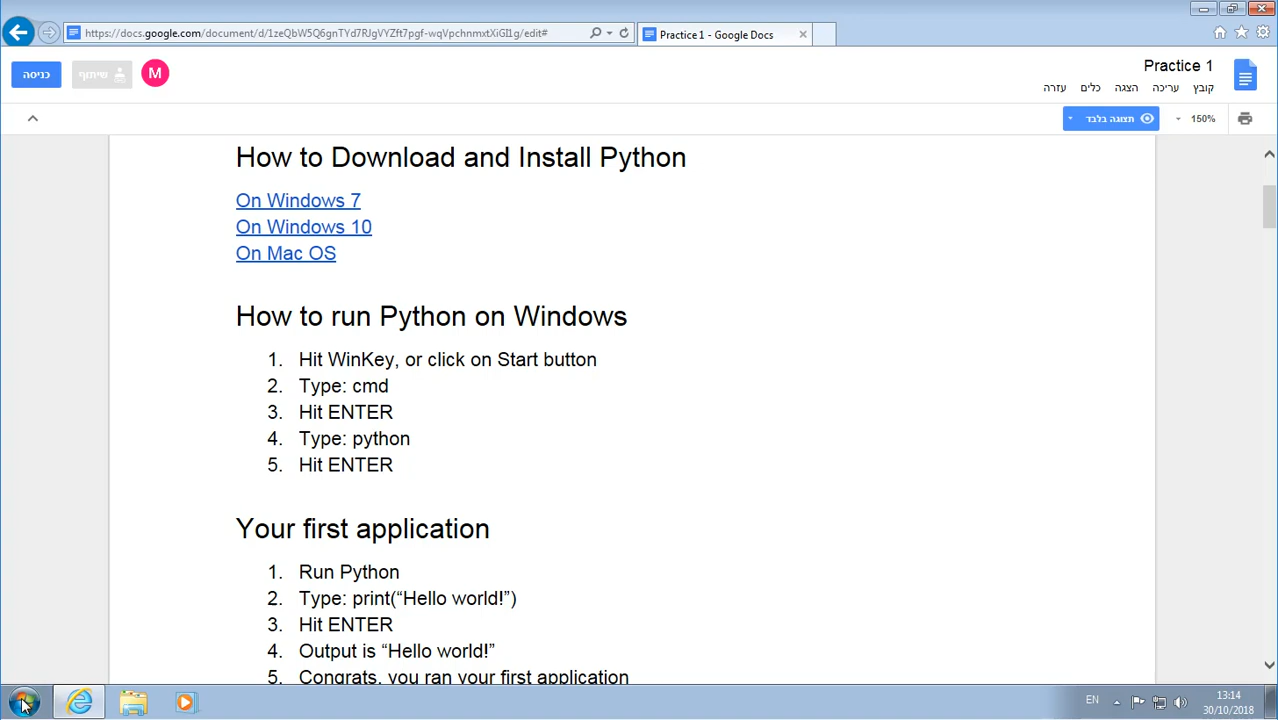 https://docs.google.com/document/d/1zeQbW5Q6gnTYd7RJgVYZft7pgf-wqVpchnmxtXiGI1g/edit#
Practice 1 - Google Docs
כניסה
שיתוף
M
Practice 1
קובץ עריכה הצגה כלים עזרה
תצוגה בלבד
150%
How to Download and Install Python
On Windows 7
On Windows 10
On Mac OS
How to run Python on Windows
1. Hit WinKey, or click on Start button
2. Type: cmd
3. Hit ENTER
4. Type: python
5. Hit ENTER
Your first application
1. Run Python
2. Type: print(“Hello world!”)
3. Hit ENTER
4. Output is “Hello world!”
5. Congrats, you ran your first application
EN
13:14
30/10/2018